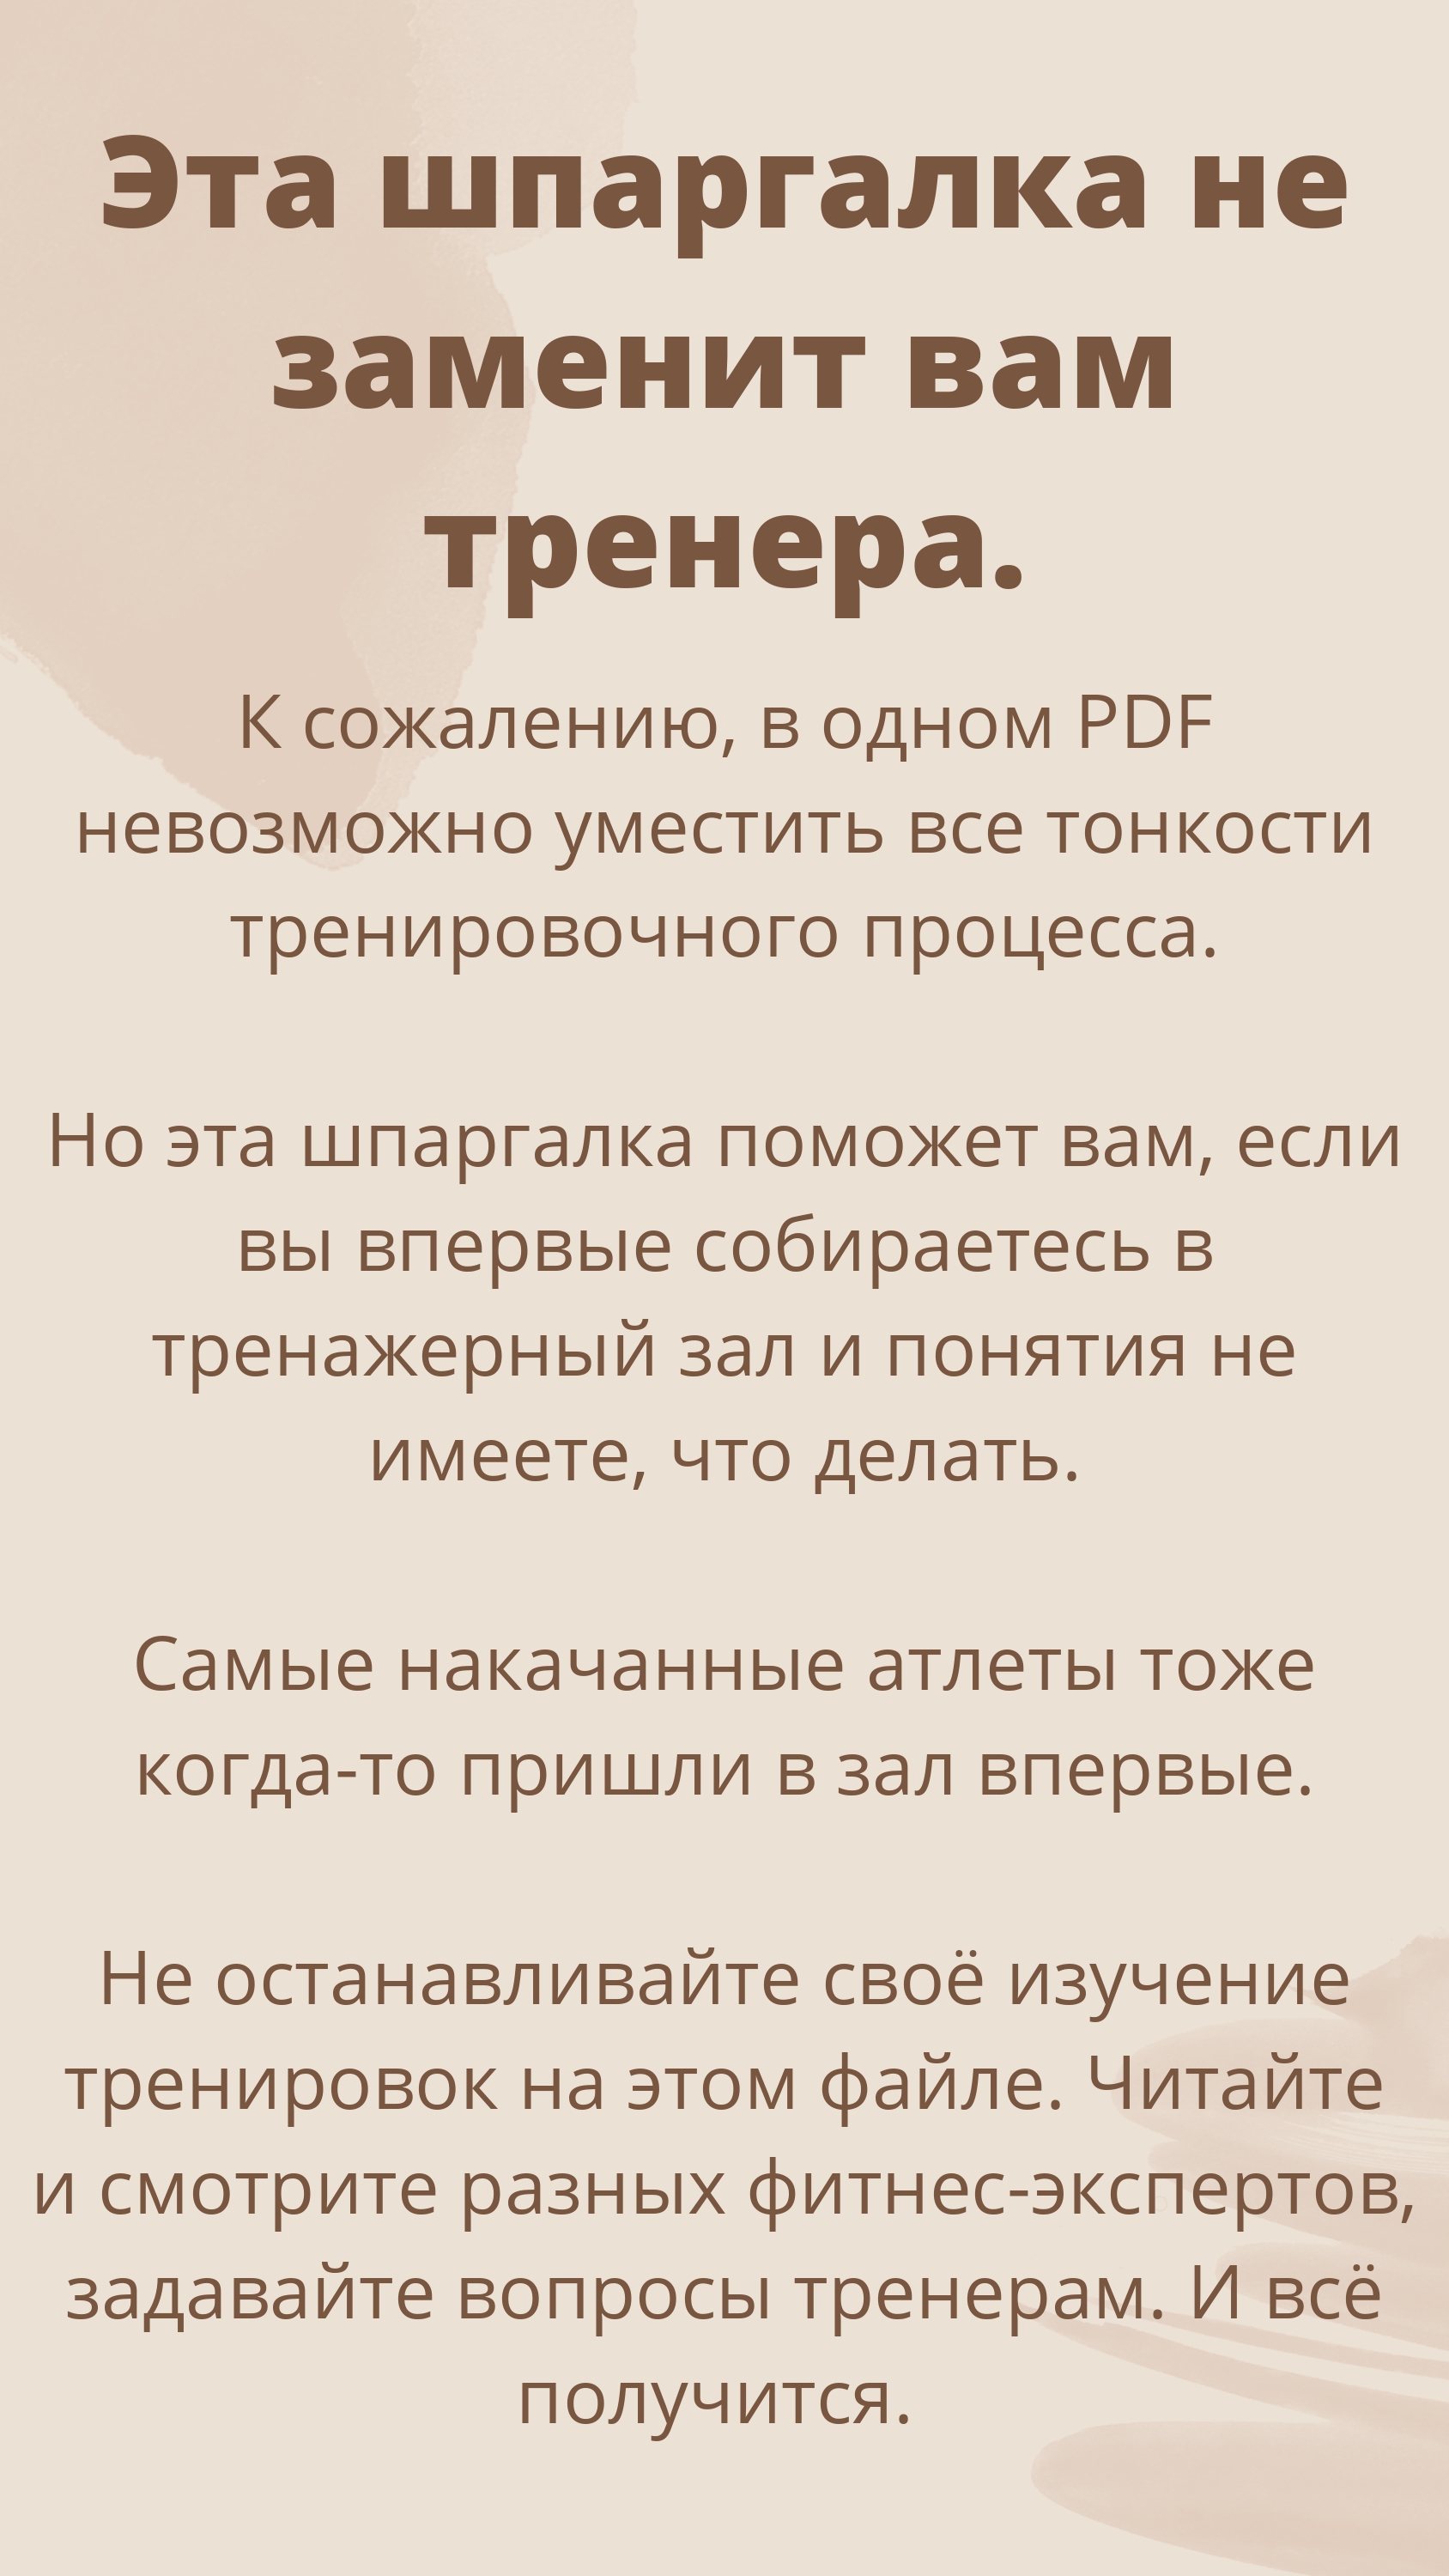 Эта шпаргалка не
заменит вам
тренера.
К сожалению, в одном PDF
невозможно уместить все тонкости
тренировочного процесса.
Но эта шпаргалка поможет вам, если
вы впервые собираетесь в
тренажерный зал и понятия не
имеете, что делать.
Самые накачанные атлеты тоже
когда-то пришли в зал впервые.
Не останавливайте своё изучение
тренировок на этом файле. Читайте
и смотрите разных фитнес-экспертов,
задавайте вопросы тренерам. И всё
получится.